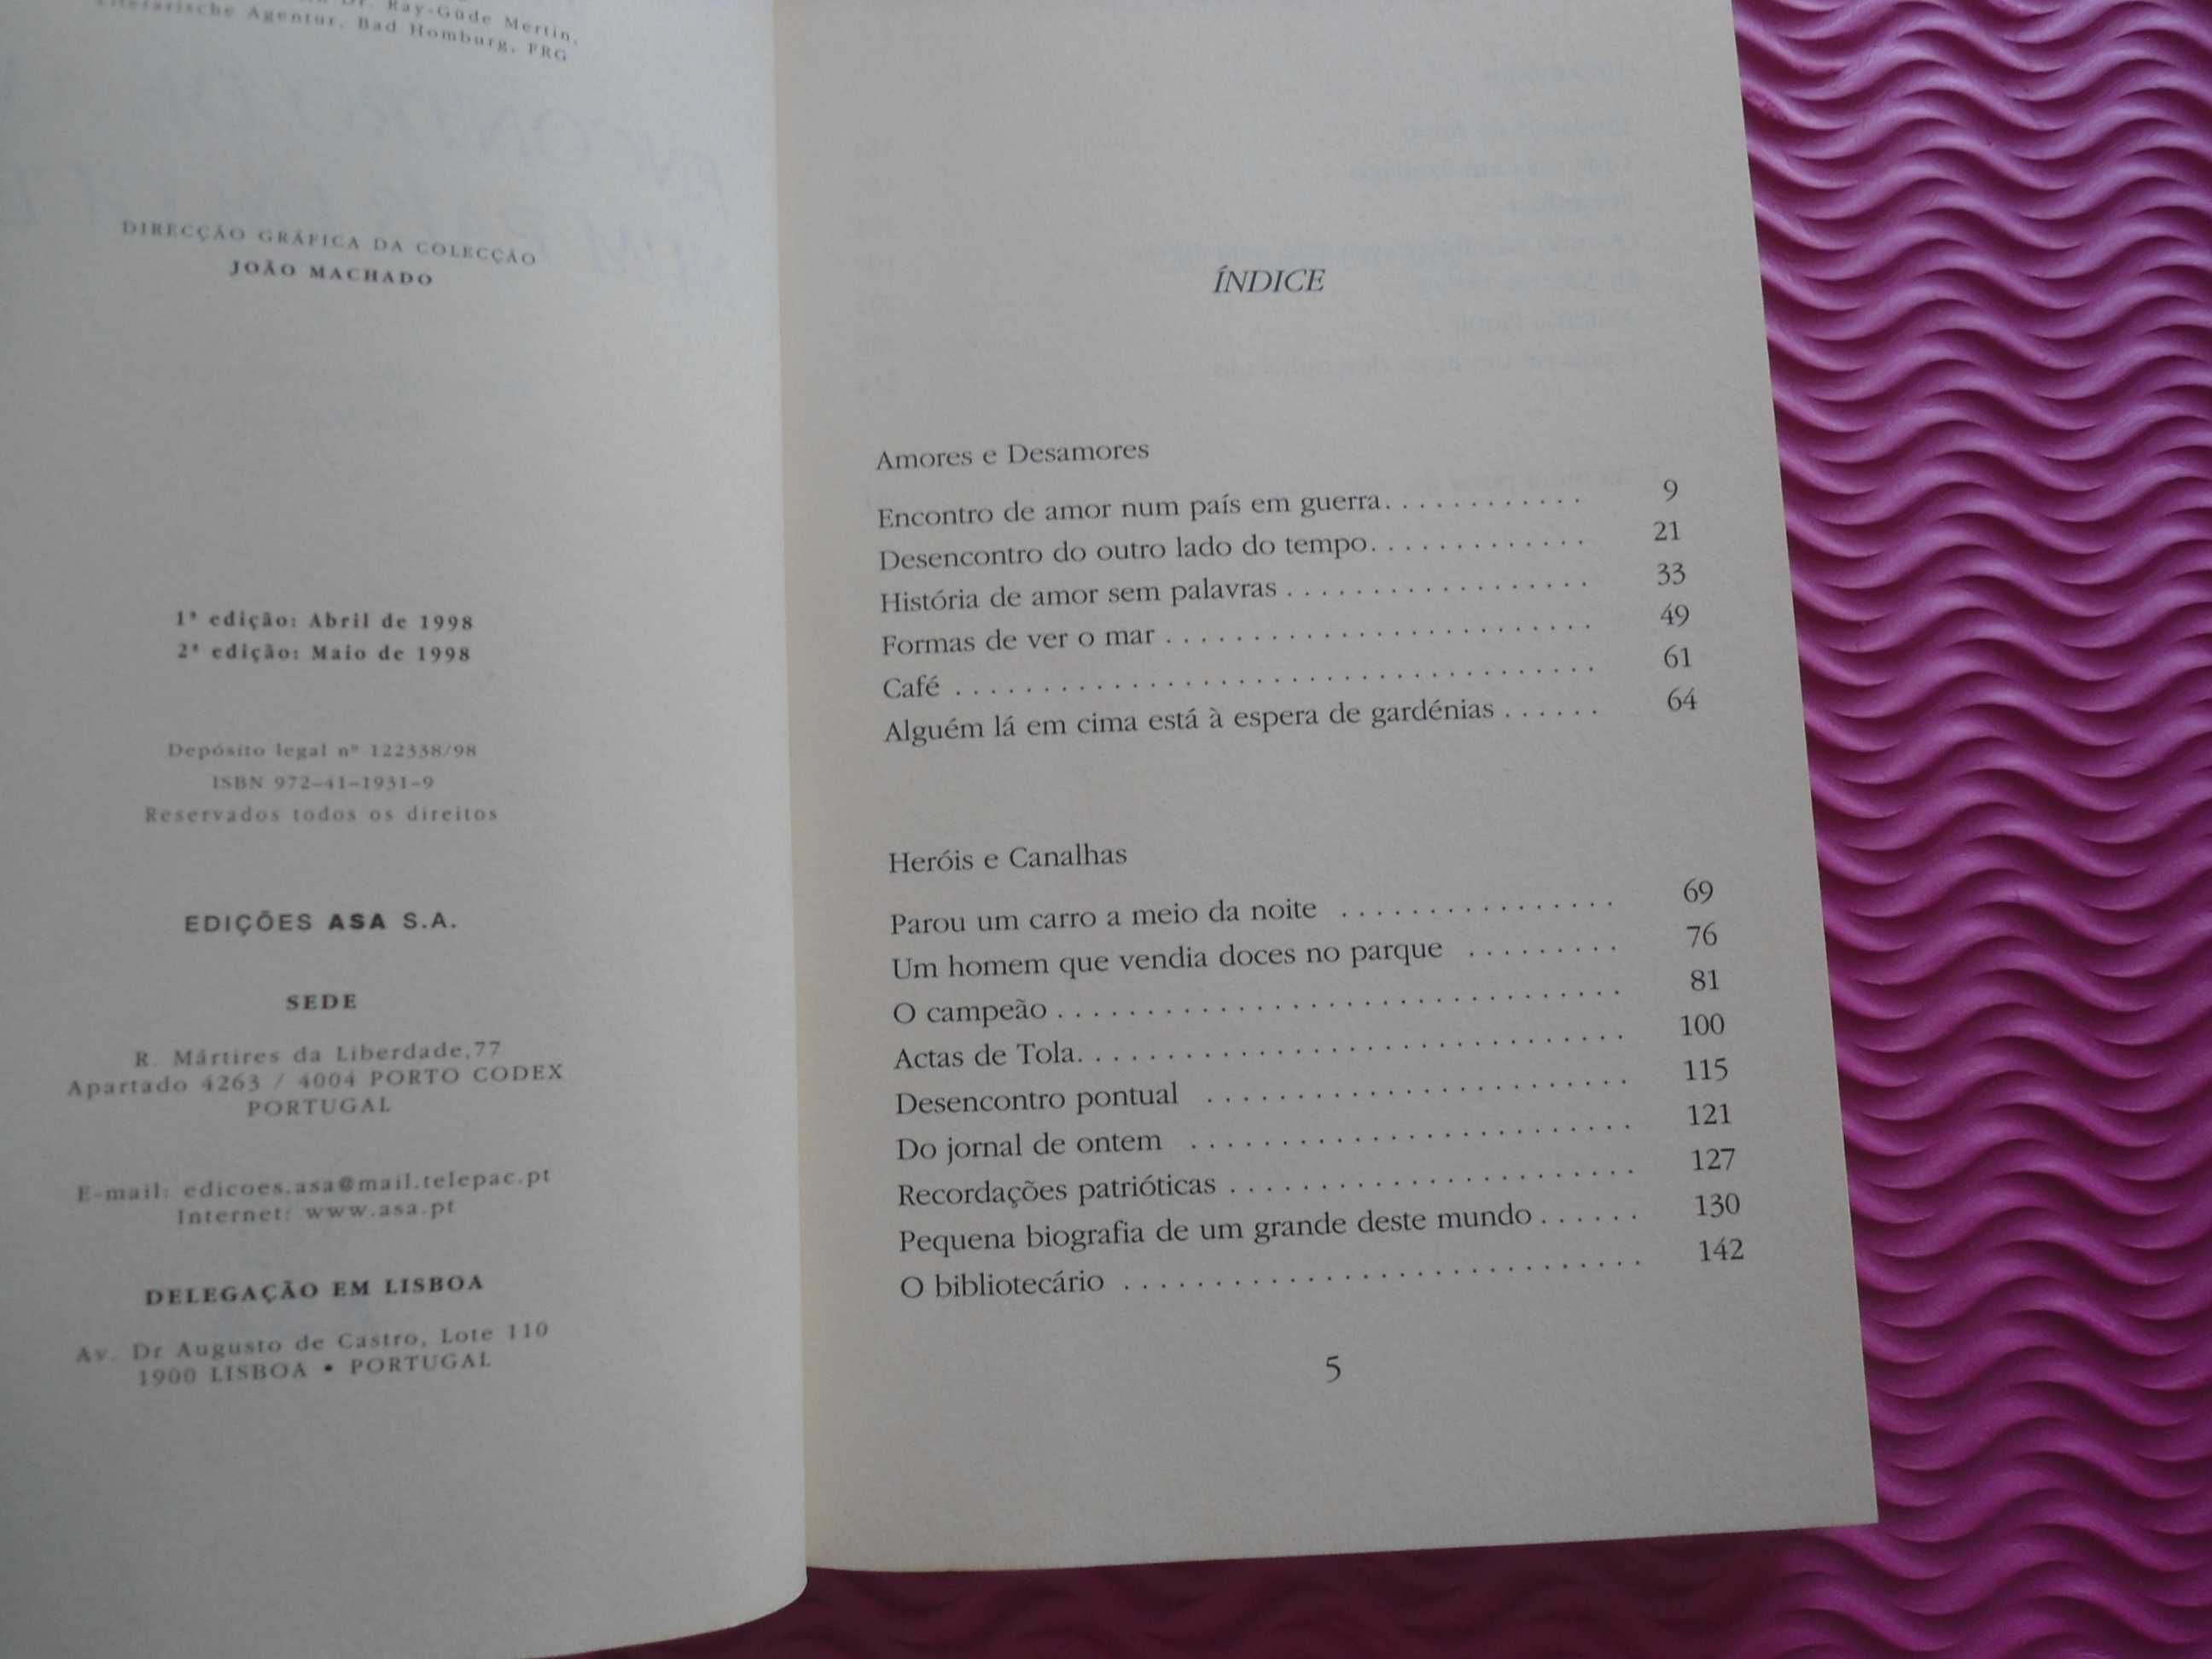 Dr. Ray-Güde Mertin,
Literarische Agentur, Bad Homburg, FRG
DIRECÇÃO GRÁFICA DA COLECÇÃO
JOÃO MACHADO
1ª edição: Abril de 1998
2ª edição: Maio de 1998
Depósito legal nº 122338/98
ISBN 972-41-1931-9
Reservados todos os direitos
EDIÇÕES ASA S.A.
SEDE
R. Mártires da Liberdade,77
Apartado 4263 / 4004 PORTO CODEX
PORTUGAL
E-mail: edicoes.asa@mail.telepac.pt
Internet: www.asa.pt
DELEGAÇÃO EM LISBOA
Av. Dr Augusto de Castro, Lote 110
1900 LISBOA • PORTUGAL
ÍNDICE
Amores e Desamores
Encontro de amor num país em guerra. . . . . . . . . . . . 9
Desencontro do outro lado do tempo. . . . . . . . . . . . . 21
História de amor sem palavras . . . . . . . . . . . . . . . . . . 33
Formas de ver o mar . . . . . . . . . . . . . . . . . . . . . . . . . 49
Café . . . . . . . . . . . . . . . . . . . . . . . . . . . . . . . . . . . . . 61
Alguém lá em cima está à espera de gardénias . . . . . . 64
Heróis e Canalhas
Parou um carro a meio da noite . . . . . . . . . . . . . . . . 69
Um homem que vendia doces no parque . . . . . . . . . 76
O campeão . . . . . . . . . . . . . . . . . . . . . . . . . . . . . . . . 81
Actas de Tola. . . . . . . . . . . . . . . . . . . . . . . . . . . . . . . 100
Desencontro pontual . . . . . . . . . . . . . . . . . . . . . . . . 115
Do jornal de ontem . . . . . . . . . . . . . . . . . . . . . . . . . 121
Recordações patrióticas . . . . . . . . . . . . . . . . . . . . . . . 127
Pequena biografia de um grande deste mundo . . . . . . 130
O bibliotecário . . . . . . . . . . . . . . . . . . . . . . . . . . . . . 142
5